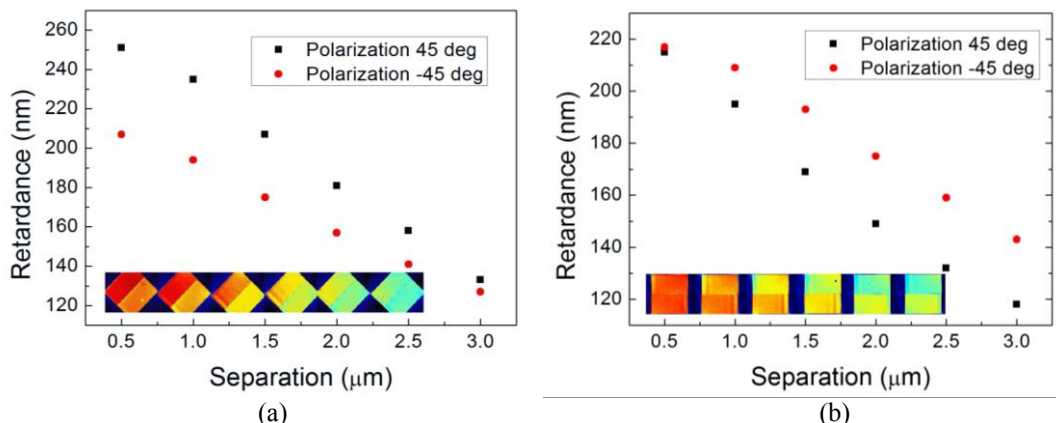 260
240
220
200
180
160
140
120
Retardance (nm)
Polarization 45 deg
Polarization -45 deg
0.5 1.0 1.5 2.0 2.5 3.0
Separation (μm)
(a)
220
200
180
160
140
120
Retardance (nm)
Polarization 45 deg
Polarization -45 deg
0.5 1.0 1.5 2.0 2.5 3.0
Separation (μm)
(b)